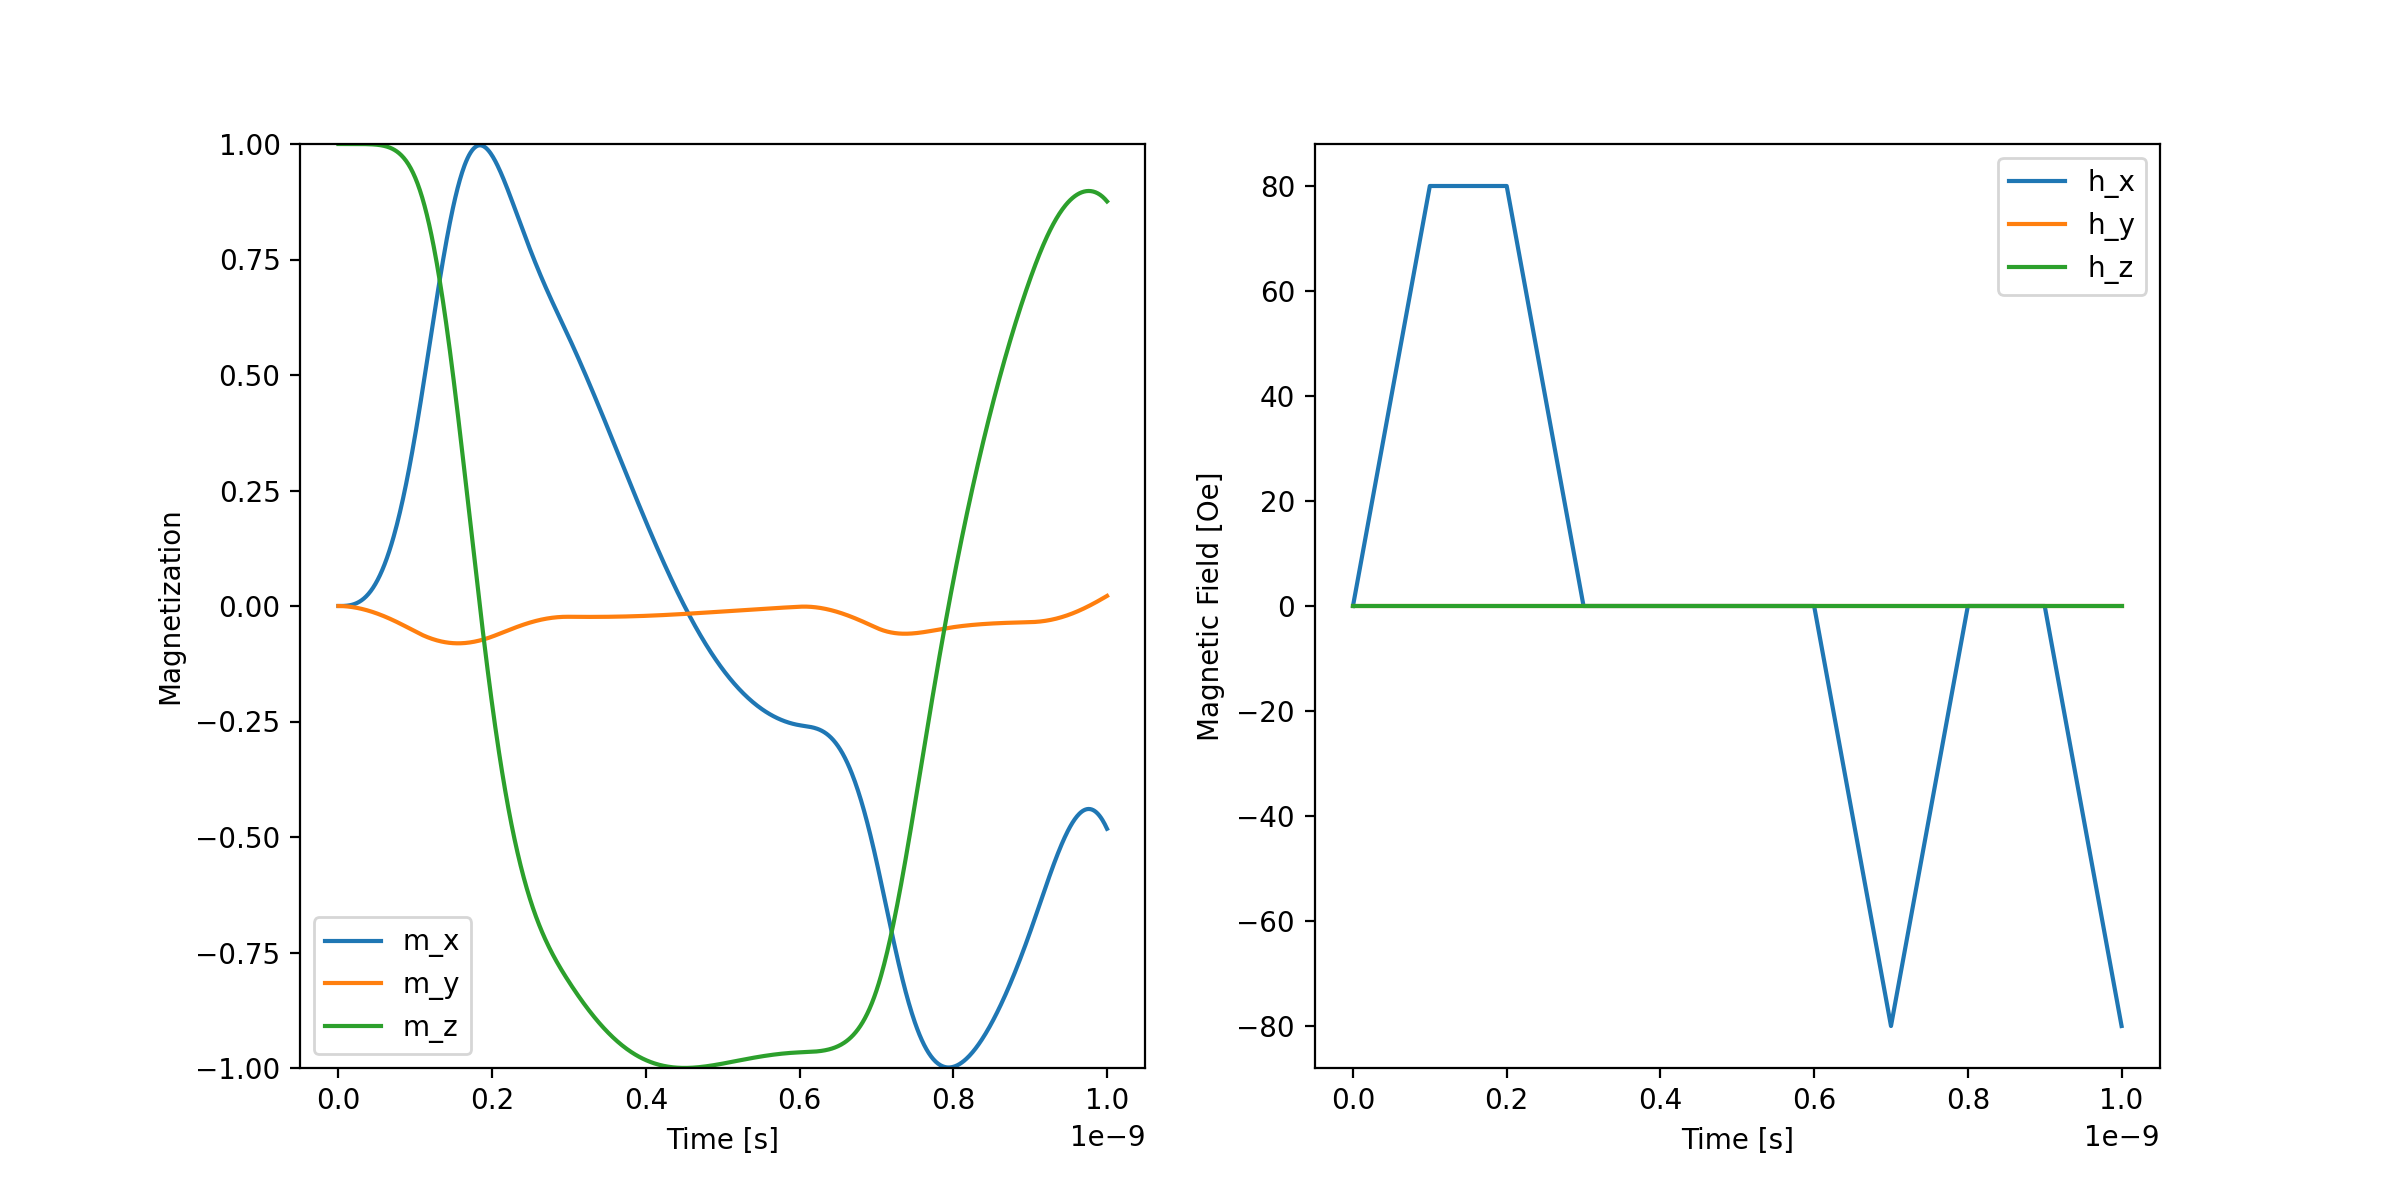 1.00
0.75
0.50
0.25
0.00
−0.25
−0.50
−0.75
−1.00
Magnetization
m_x
m_y
m_z
0.0 0.2 0.4 0.6 0.8 1.0
Time [s]
1e−9
80
60
40
20
0
−20
−40
−60
−80
Magnetic Field [Oe]
h_x
h_y
h_z
0.0 0.2 0.4 0.6 0.8 1.0
Time [s]
1e−9